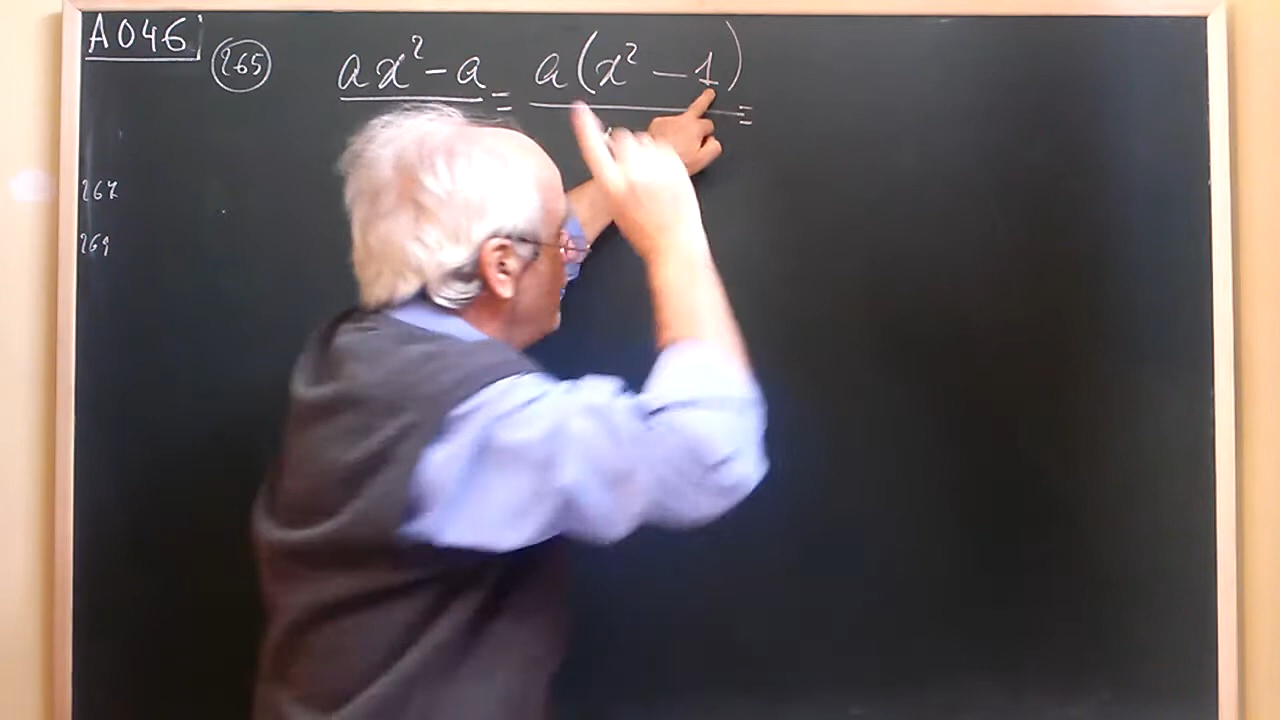 A046
265 ax² - a = a(x² - 1) =
267
269